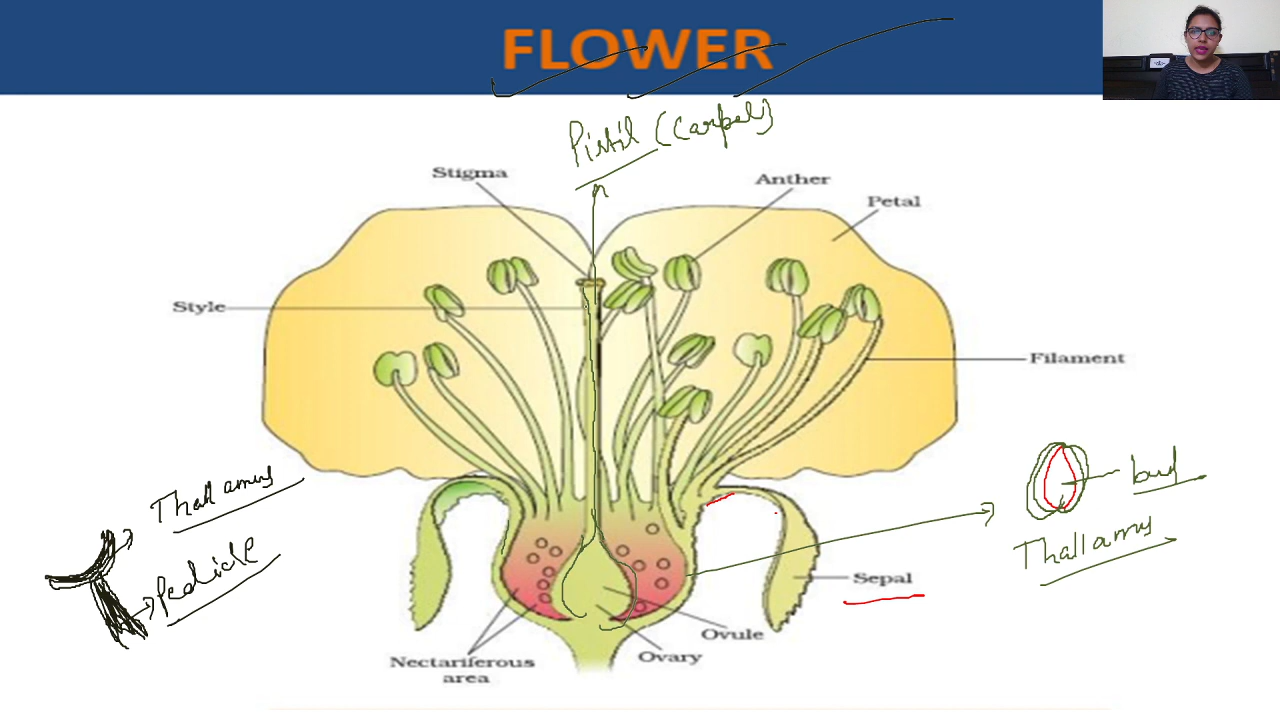 FLOWER
Pistil (Carpel)
Stigma
Anther
Petal
Style
Filament
Thallamus
bud
Pedicle
Thallamus
Sepal
Ovule
Ovary
Nectariferous
area